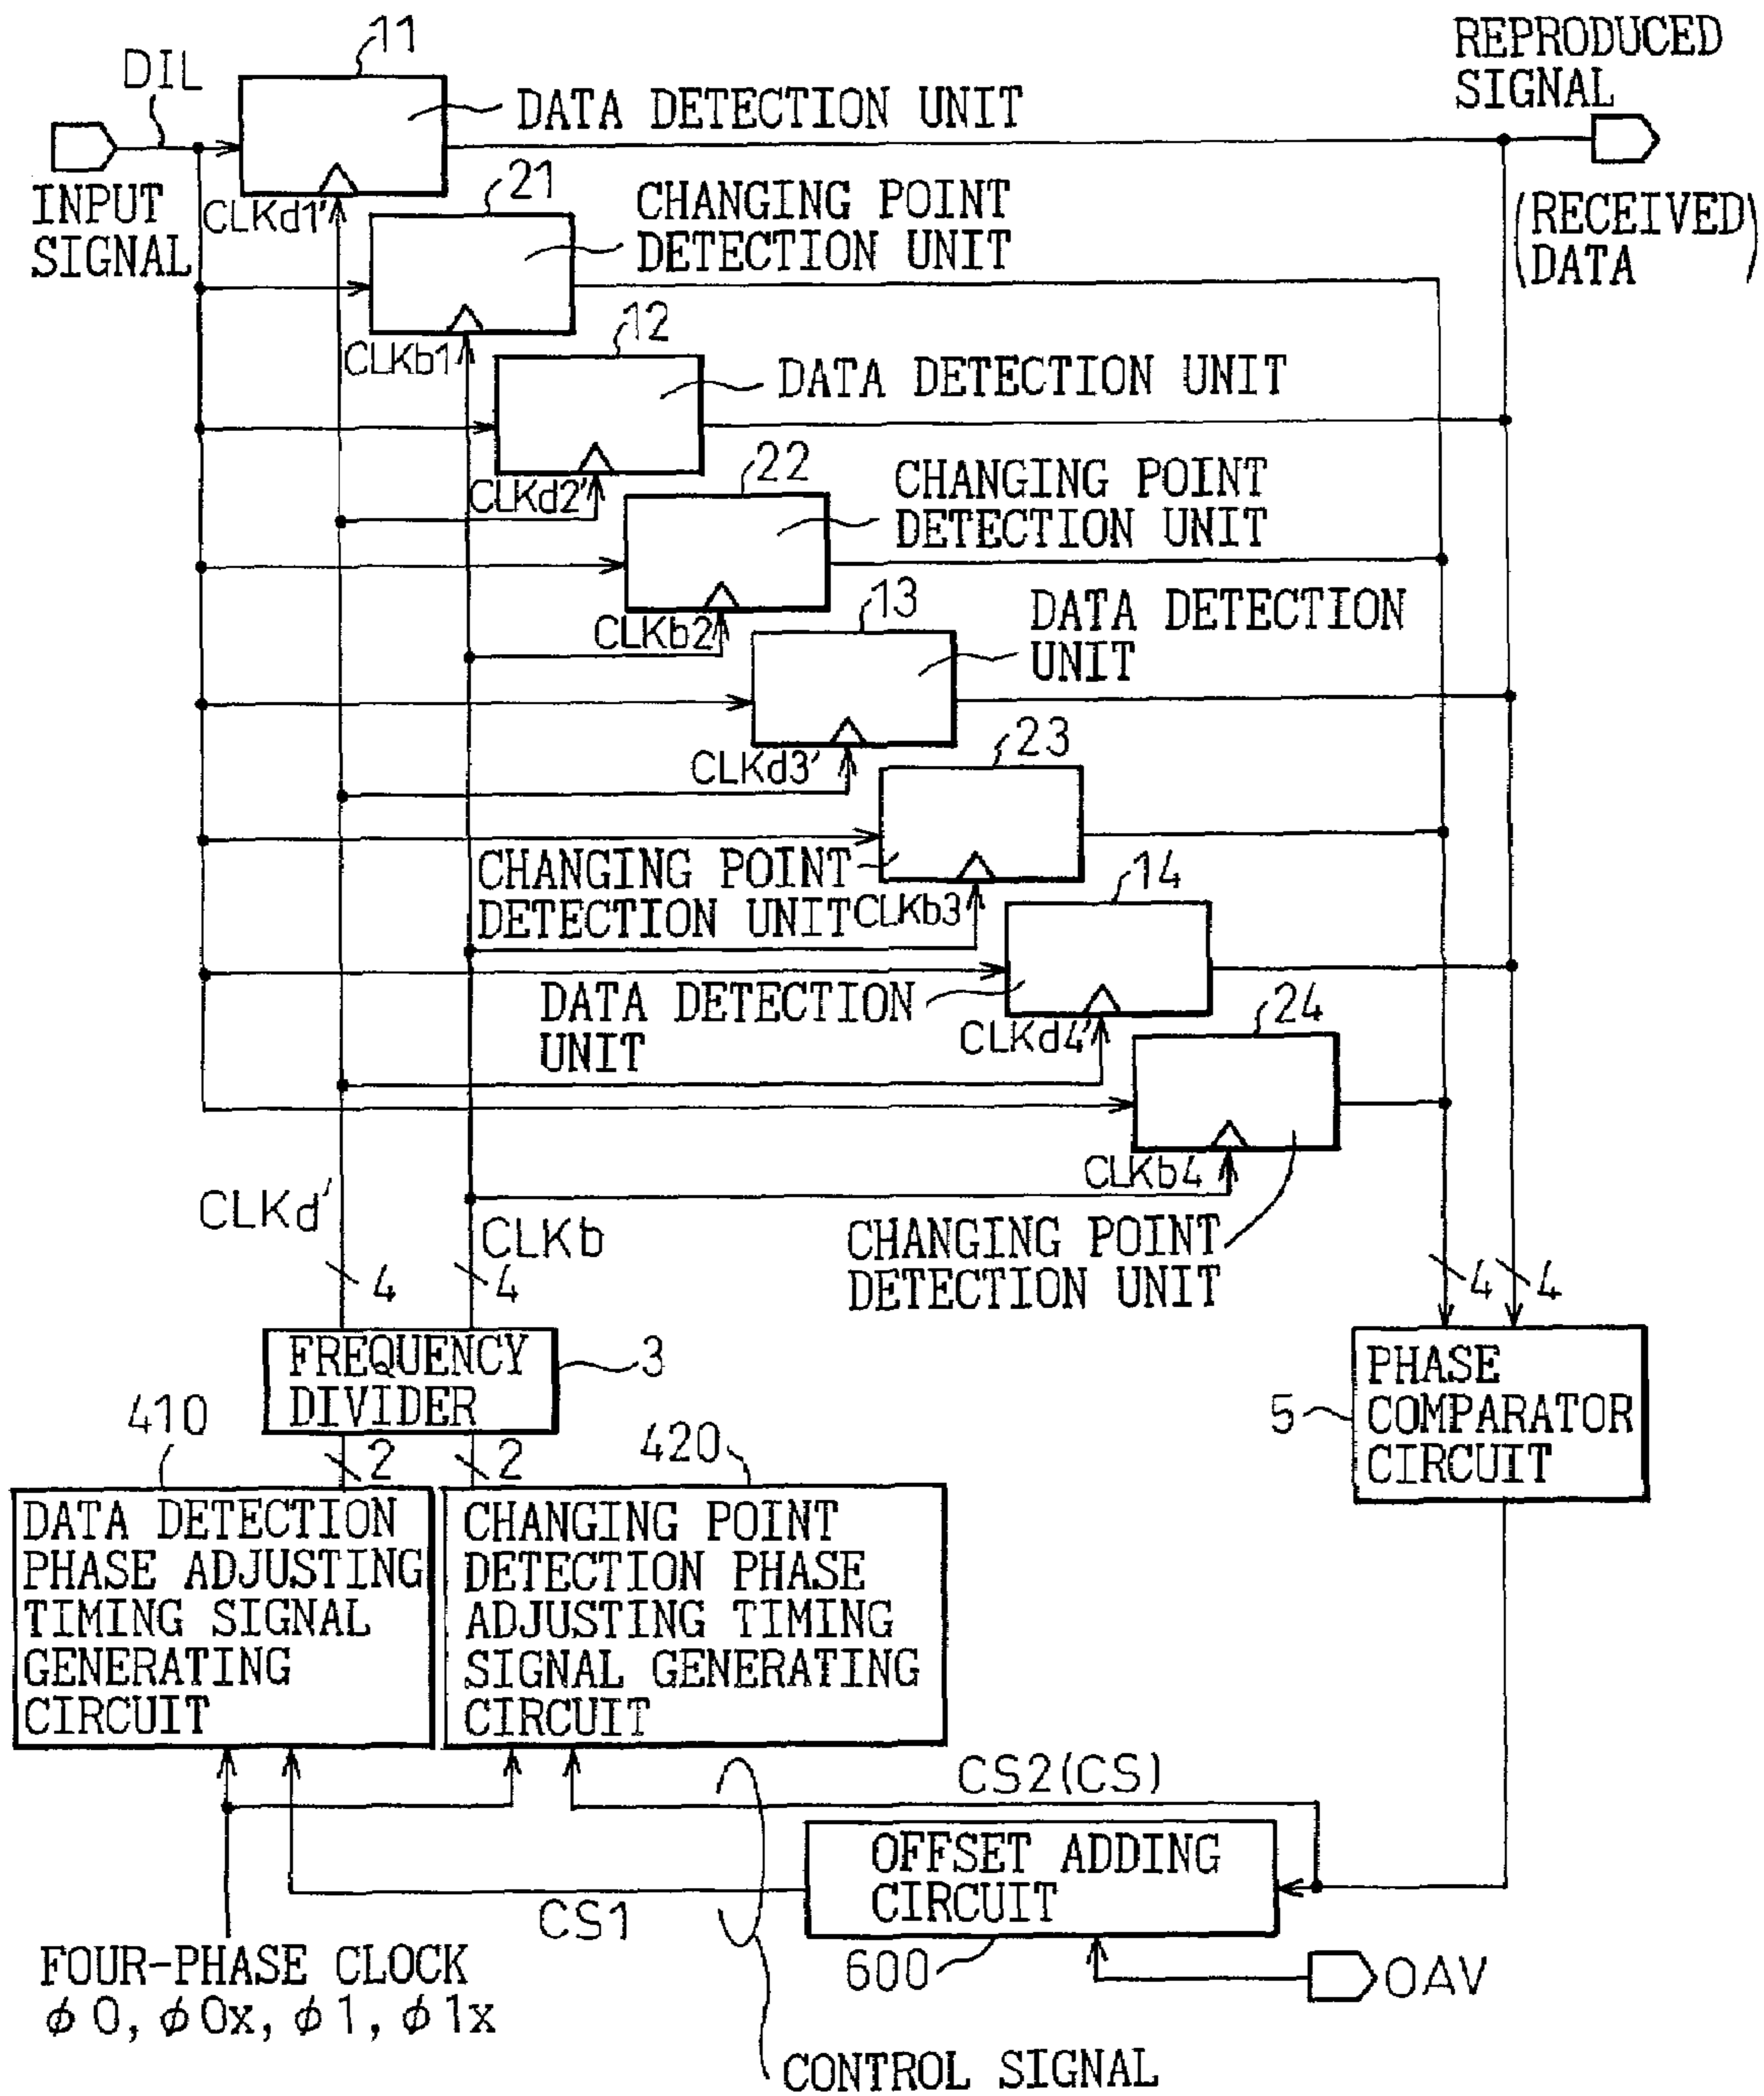 11
REPRODUCED
SIGNAL
DIL
DATA DETECTION UNIT
INPUT
SIGNAL
CLKd1'
21
CHANGING POINT
DETECTION UNIT
(RECEIVED)
DATA
CLKb1
12
DATA DETECTION UNIT
CLKd2'
22
CHANGING POINT
DETECTION UNIT
CLKb2
13
DATA DETECTION
UNIT
CLKd3'
23
CHANGING POINT
DETECTION UNIT
CLKb3
14
DATA DETECTION
UNIT
CLKd4'
24
CLKb4
CHANGING POINT
DETECTION UNIT
CLKd'
CLKb
4
4
4
4
FREQUENCY
DIVIDER
3
PHASE
COMPARATOR
CIRCUIT
5
410
2
2
420
DATA DETECTION
PHASE ADJUSTING
TIMING SIGNAL
GENERATING
CIRCUIT
CHANGING POINT
DETECTION PHASE
ADJUSTING TIMING
SIGNAL GENERATING
CIRCUIT
CS2(CS)
OFFSET ADDING
CIRCUIT
CS1
600
OAV
FOUR-PHASE CLOCK
φ0, φ0x, φ1, φ1x
CONTROL SIGNAL